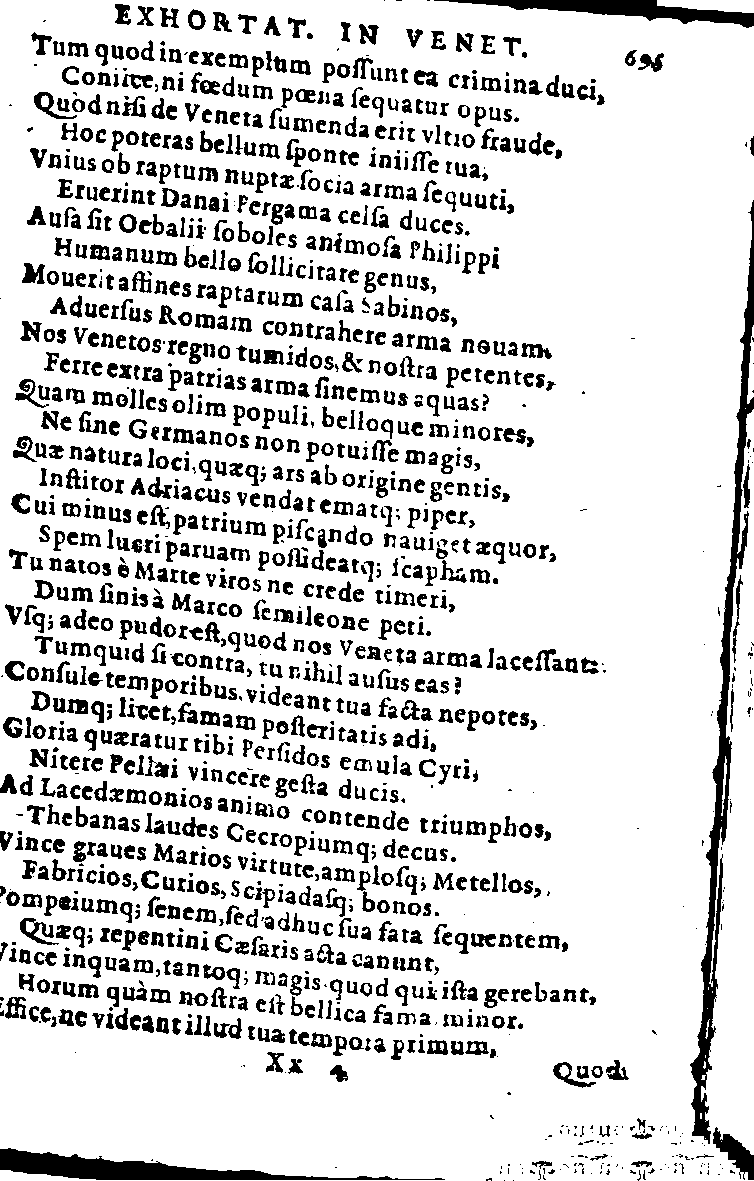 EXHORTAT. IN VENET. 695
Tum quod in exemplum poſſunt ea crimina duci,
Coniice, ni fœdum pœna ſequatur opus.
Quòd niſi de Veneta ſumenda erit vltio fraude,
Hoc poteras bellum ſponte iniiſſe tua,
Vnius ob raptum nuptæ ſocia arma ſequuti,
Eruerint Danai Pergama celſa duces.
Auſa ſit Oebalii ſoboles animoſa Philippi
Humanum bello ſollicitare genus,
Mouerit affines raptarum caſa Sabinos,
Aduerſus Romam contrahere arma nouam.
Nos Venetos regno tumidos, & noſtra petentes,
Ferre extra patrias arma ſinemus aquas?
Quam molles olim populi, belloque minores,
Ne ſine Germanos non potuiſſe magis,
Quæ natura loci, quæq; ars ab origine gentis,
Inſtitor Adriacus vendat ematq; piper,
Cui minus eſt, patrium piſcando nauiget æquor,
Spem lucri paruam poſſideatq; ſcapham.
Tu natos è Marte viros ne crede timeri,
Dum ſinis à Marco ſemileone peti.
Vſq; adeo pudor eſt, quod nos Veneta arma laceſſant:
Tumquid ſi contra, tu nihil auſus eas?
Conſule temporibus, videant tua facta nepotes,
Dumq; licet, famam poſteritatis adi,
Gloria quæratur tibi Perſidos emula Cyri,
Nitere Pellæi vincere geſta ducis.
Ad Lacedæmonios animo contende triumphos,
Thebanas laudes Cecropiumq; decus.
Vince graues Marios virtute, amploſq; Metellos,
Fabricios, Curios, Scipiadaſq; bonos.
Pompeiumq; ſenem, ſed adhuc ſua fata ſequentem,
Quæq; repentini Cæſaris acta canunt,
Vince inquam, tantoq; magis quod qui iſta gerebant,
Horum quàm noſtra eſt bellica fama minor.
Effice, ne videant illud tua tempora primum,
Xx 4 Quod